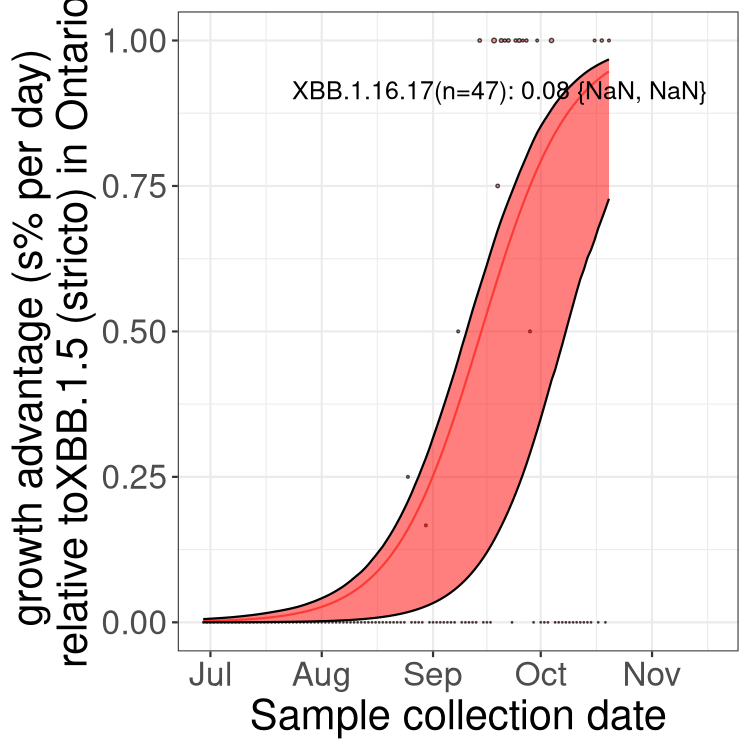 growth advantage (s% per day)
relative toXBB.1.5 (stricto) in Ontario
1.00
0.75
0.50
0.25
0.00
XBB.1.16.17(n=47): 0.08 {NaN, NaN}
Jul Aug Sep Oct Nov
Sample collection date